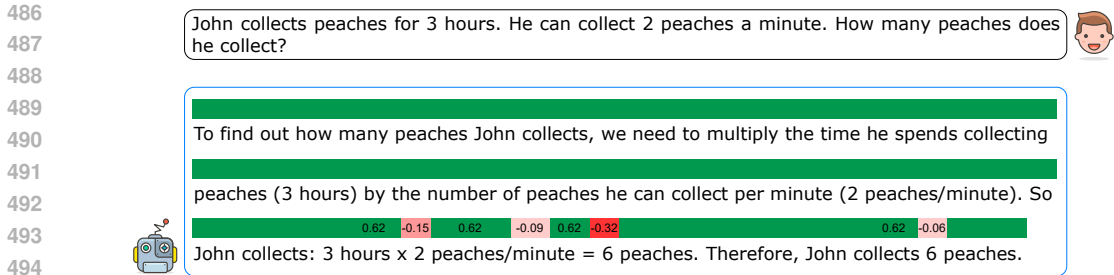 486
John collects peaches for 3 hours. He can collect 2 peaches a minute. How many peaches does
487
he collect?
488
489
To find out how many peaches John collects, we need to multiply the time he spends collecting
490
491
peaches (3 hours) by the number of peaches he can collect per minute (2 peaches/minute). So
492
0.62 -0.15 0.62 -0.09 0.62 -0.32 0.62 -0.06
493
John collects: 3 hours x 2 peaches/minute = 6 peaches. Therefore, John collects 6 peaches.
494